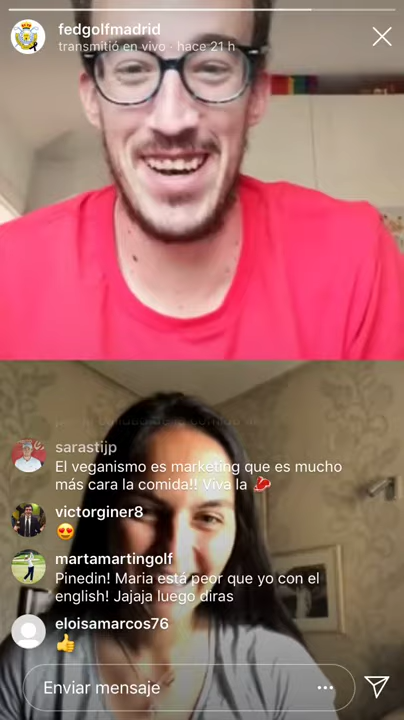 fedgolfmadrid
transmitió en vivo · hace 21 h
sarastijp
El veganismo es marketing que es mucho
más cara la comida!! Viva la 🥩
victorginer8
😍
martamartingolf
Pinedin! Maria está peor que yo con el
english! Jajaja luego diras
eloisamarcos76
👍
Enviar mensaje